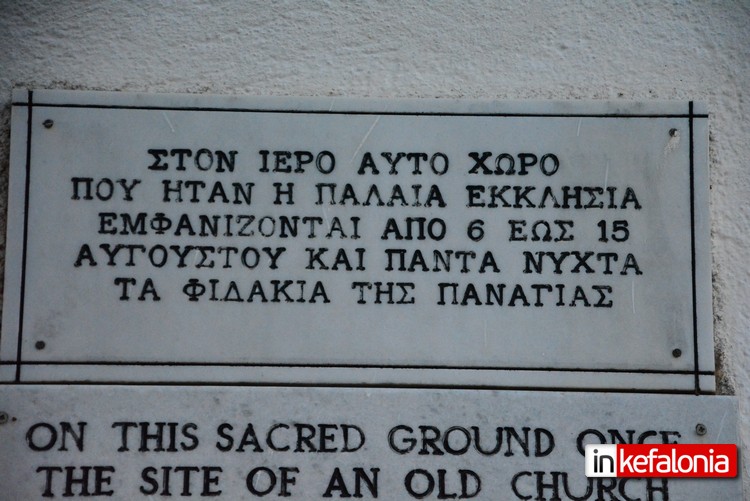 ΣΤΟΝ ΙΕΡΟ ΑΥΤΟ ΧΩΡΟ
ΠΟΥ ΗΤΑΝ Η ΠΑΛΑΙΑ ΕΚΚΛΗΣΙΑ
ΕΜΦΑΝΙΖΟΝΤΑΙ ΑΠΟ 6 ΕΩΣ 15
ΑΥΓΟΥΣΤΟΥ ΚΑΙ ΠΑΝΤΑ ΝΥΧΤΑ
ΤΑ ΦΙΔΑΚΙΑ ΤΗΣ ΠΑΝΑΓΙΑΣ
ON THIS SACRED GROUND ONCE
THE SITE OF AN OLD CHURCH
inkefalonia